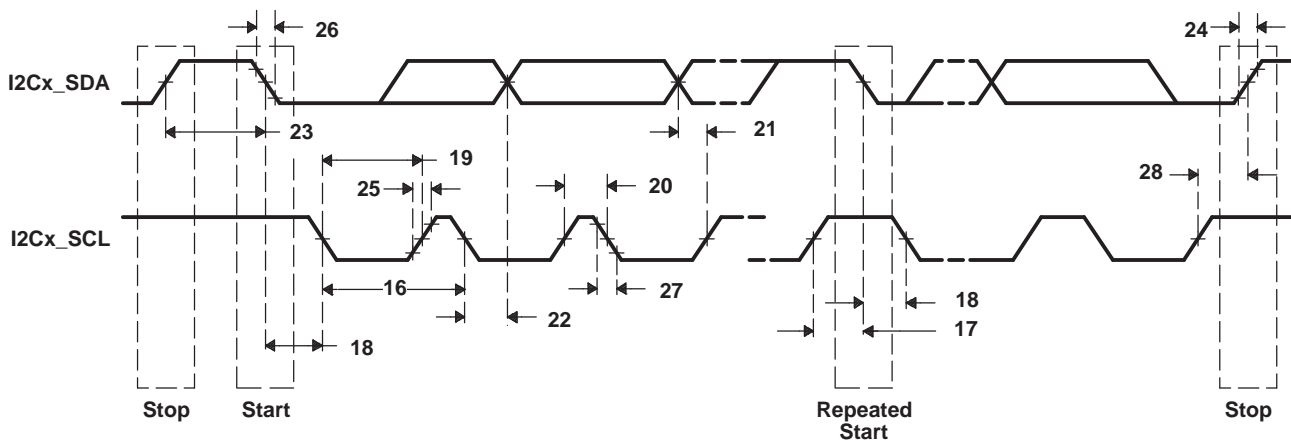 26
24
I2Cx_SDA
23
21
19
25
20
28
I2Cx_SCL
16
27
18
22
17
18
Stop
Start
Repeated
Start
Stop